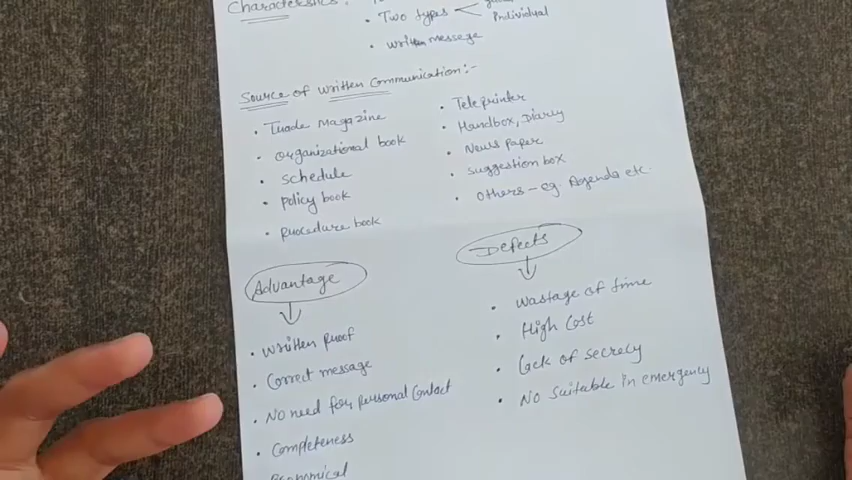 Characteristics :
• Two types
Individual
• written messege
Source of written Communication :-
• Trade Magazine
• Organizational book
• Schedule
• Policy book
• Procedure book
• Teleprinter
• Handbox, Diary
• News Paper
• Suggestion box
• others - eg. Agenda etc.
Advantage
• Written Proof
• Correct message
• No need for personal Contact
• Completeness
• Economical
Defects
• Wastage of time
• High Cost
• Lack of secrecy
• No Suitable in emergency